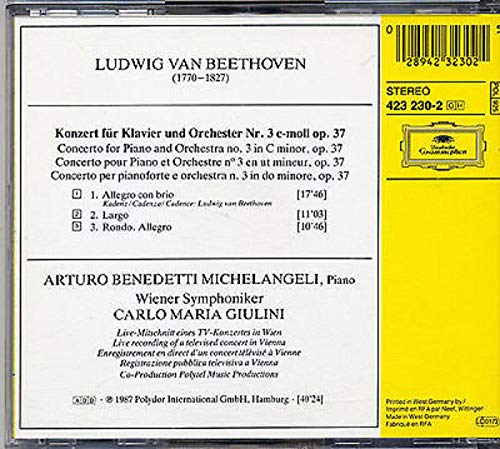 LUDWIG VAN BEETHOVEN
(1770–1827)
Konzert für Klavier und Orchester Nr. 3 c-moll op. 37
Concerto for Piano and Orchestra no. 3 in C minor, op. 37
Concerto pour Piano et Orchestre n° 3 en ut mineur, op. 37
Concerto per pianoforte e orchestra n. 3 in do minore, op. 37
1 1. Allegro con brio [17'46]
Kadenz/Cadenza/Cadence: Ludwig van Beethoven
2 2. Largo [11'03]
3 3. Rondo. Allegro [10'46]
ARTURO BENEDETTI MICHELANGELI, Piano
Wiener Symphoniker
CARLO MARIA GIULINI
Live-Mitschnitt eines TV-Konzertes in Wien
Live recording of a televised concert in Vienna
Enregistrement en direct d'un concert télévisé à Vienne
Registrazione pubblica televisiva a Vienna
Co-Production Polytel Music Productions
ADD · ℗ 1987 Polydor International GmbH, Hamburg · [40'24]
0 28942 32302
STEREO
423 230-2 GH
Deutsche
Grammophon
Printed in West Germany by /
Imprimé en RFA par Neef, Wittingen
Fabriqué en RFA
LC 0173